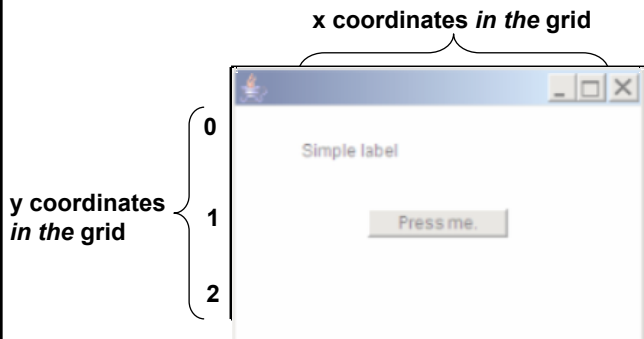 x coordinates in the grid
0
Simple label
y coordinates
in the grid
1
Press me.
2